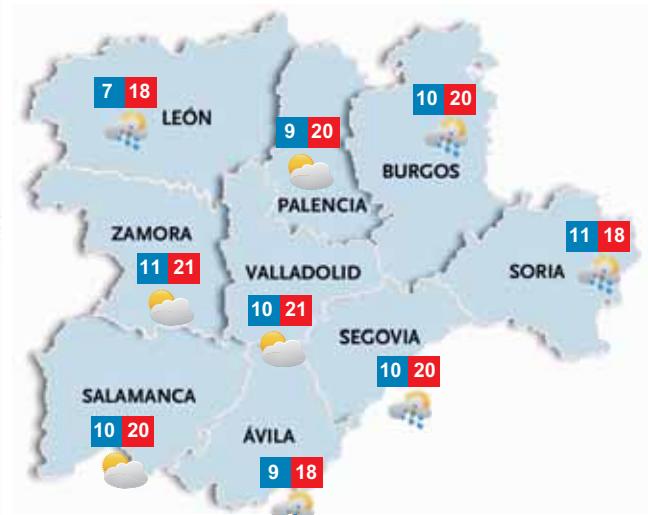 7 18
LEÓN
10 20
BURGOS
9 20
PALENCIA
ZAMORA
11 21
VALLADOLID
10 21
11 18
SORIA
SEGOVIA
10 20
SALAMANCA
10 20
ÁVILA
9 18